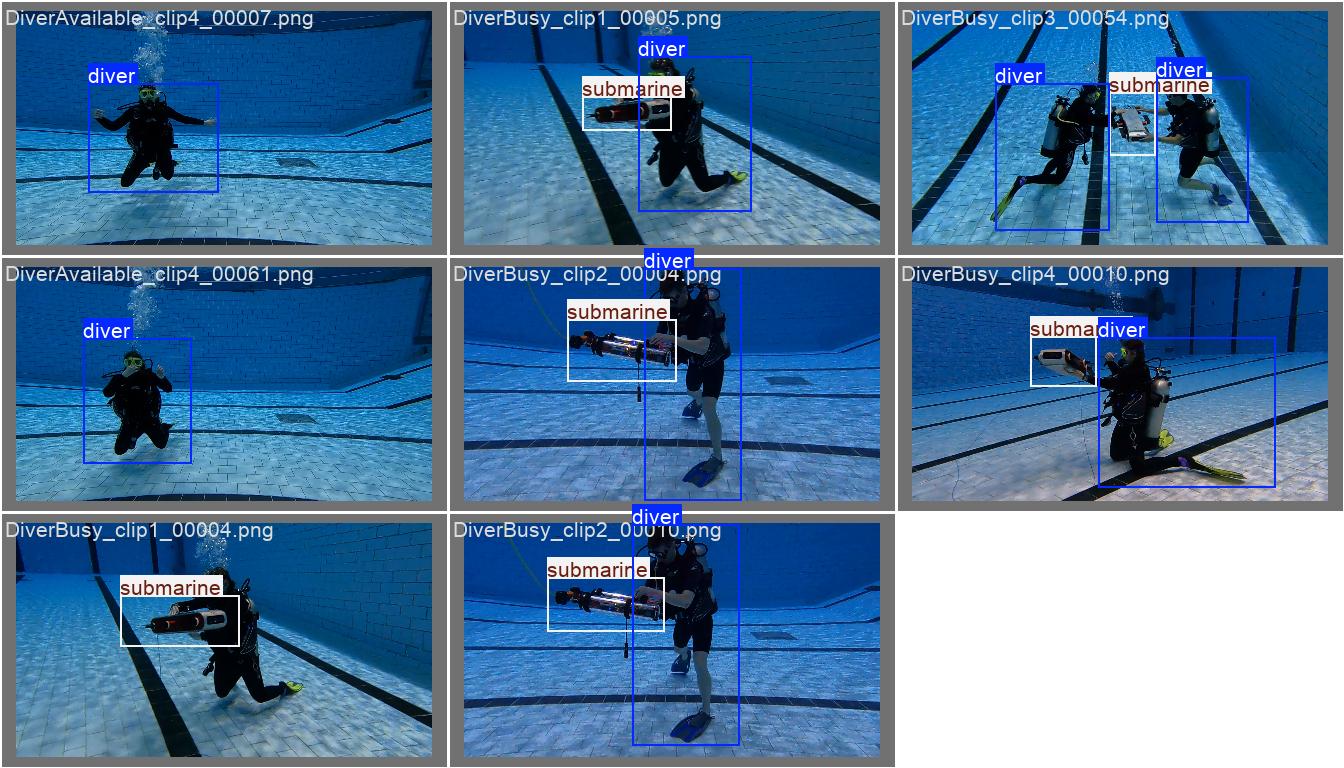 DiverAvailable_clip4_00007.png
diver
DiverBusy_clip1_00005.png
diver
submarine
DiverBusy_clip3_00054.png
diver
diver
submarine
DiverAvailable_clip4_00061.png
diver
DiverBusy_clip2_00004.png
diver
submarine
DiverBusy_clip4_00010.png
subma
diver
DiverBusy_clip1_00004.png
submarine
DiverBusy_clip2_00010.png
diver
submarine